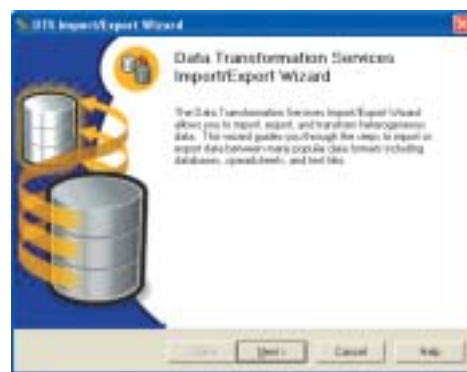 DTS Import/Export Wizard
Data Transformation Services
Import/Export Wizard
The Data Transformation Services Import/Export Wizard
allows you to import, export, and transform heterogeneous
data. This wizard guides you through the steps to import or
export data between many popular data formats including
databases, spreadsheets, and text files.
Next >
Cancel
Help